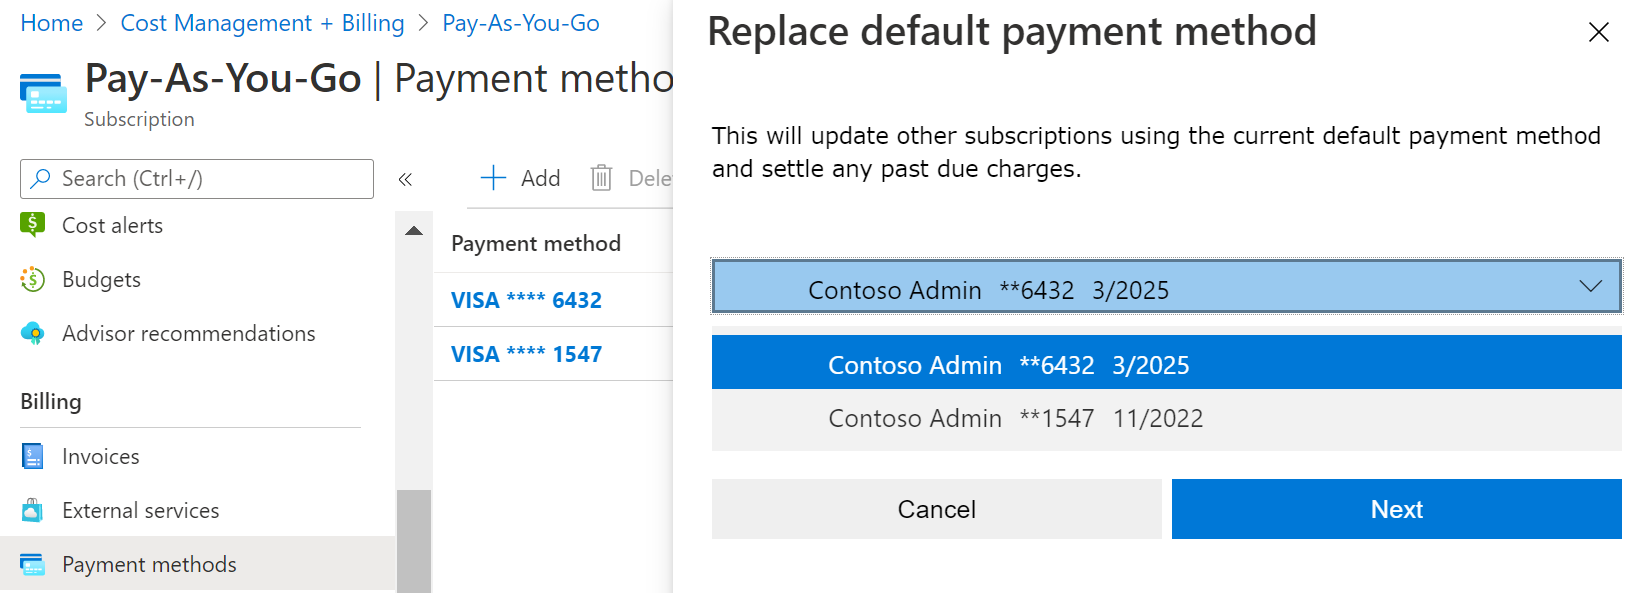 Home > Cost Management + Billing > Pay-As-You-Go
Pay-As-You-Go | Payment metho
Subscription
Search (Ctrl+/)
«
Cost alerts
Budgets
Advisor recommendations
Billing
Invoices
External services
Payment methods
+ Add Dele
Payment method
VISA **** 6432
VISA **** 1547
Replace default payment method
This will update other subscriptions using the current default payment method
and settle any past due charges.
Contoso Admin **6432 3/2025
Contoso Admin **6432 3/2025
Contoso Admin **1547 11/2022
Cancel
Next